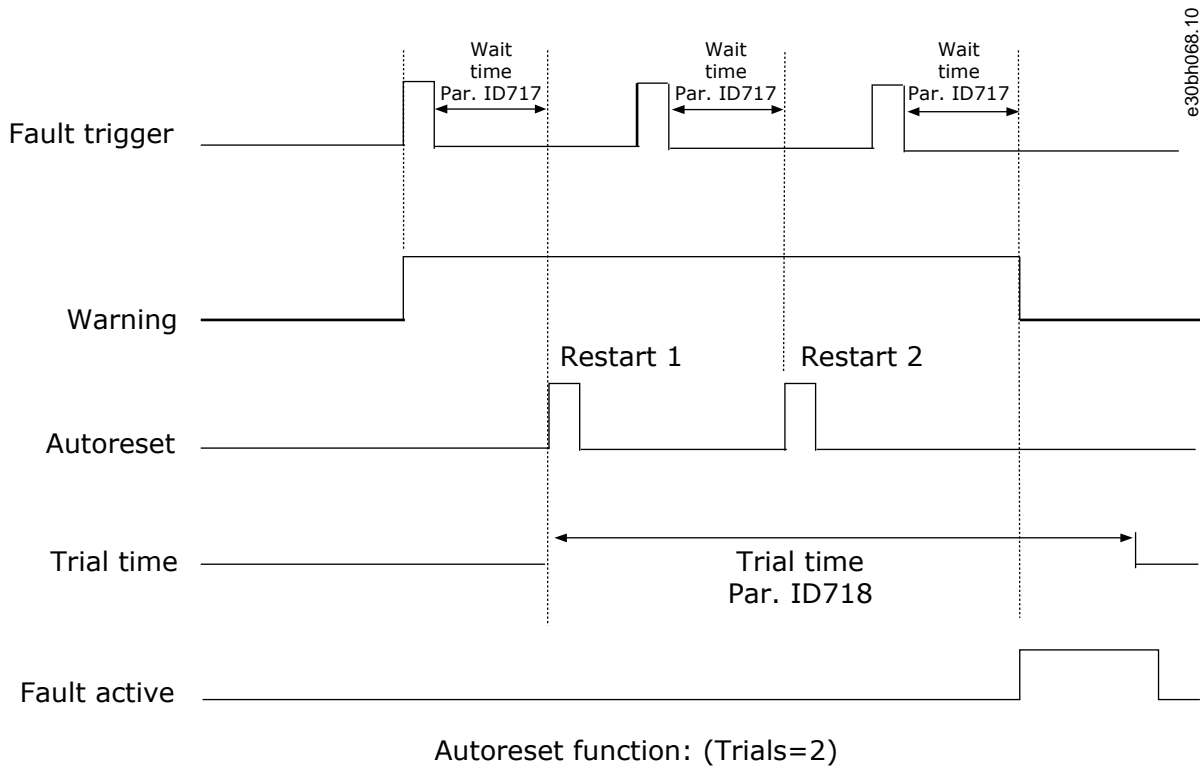 e30bh068.10
Wait
time
Par. ID717
Wait
time
Par. ID717
Wait
time
Par. ID717
Fault trigger
Warning
Restart 1
Restart 2
Autoreset
Trial time
Trial time
Par. ID718
Fault active
Autoreset function: (Trials=2)